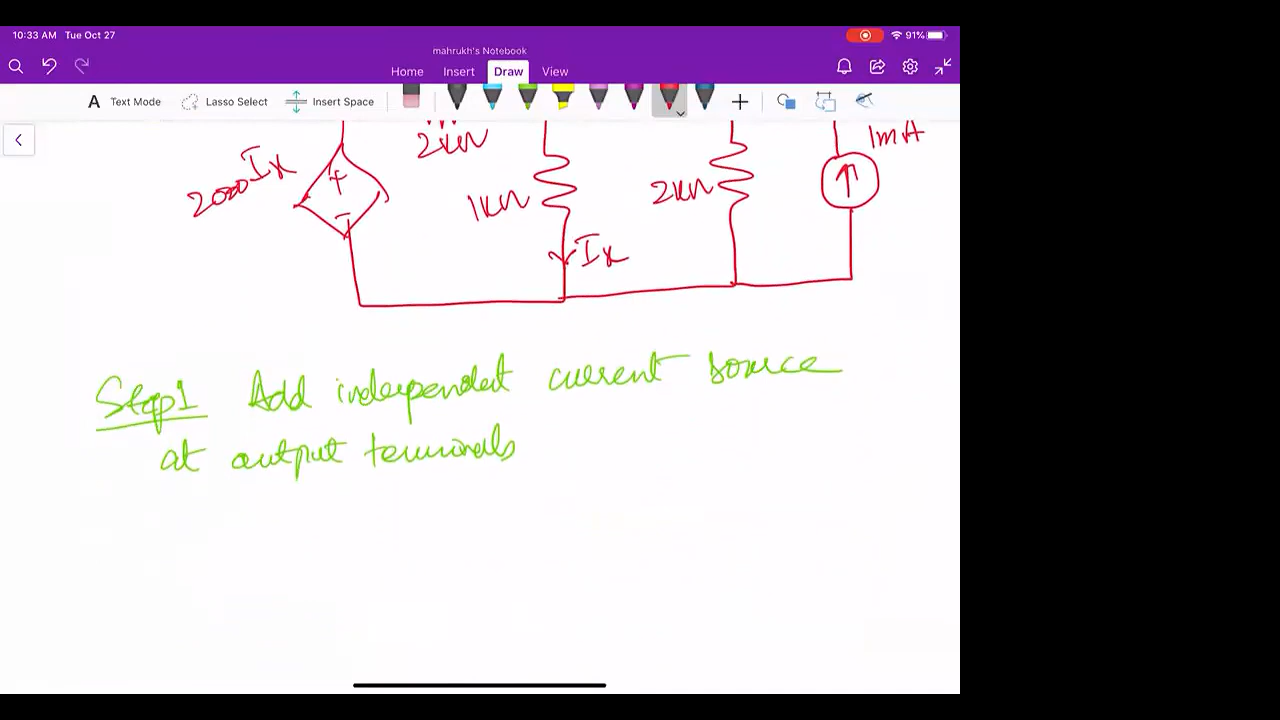 10:33 AM Tue Oct 27
91%
mahrukh's Notebook
Home Insert Draw View
A Text Mode Lasso Select Insert Space
2kΩ
1mA
2000Ix
+
-
1kΩ
2kΩ
Ix
Step1 Add independent current source
at output terminals